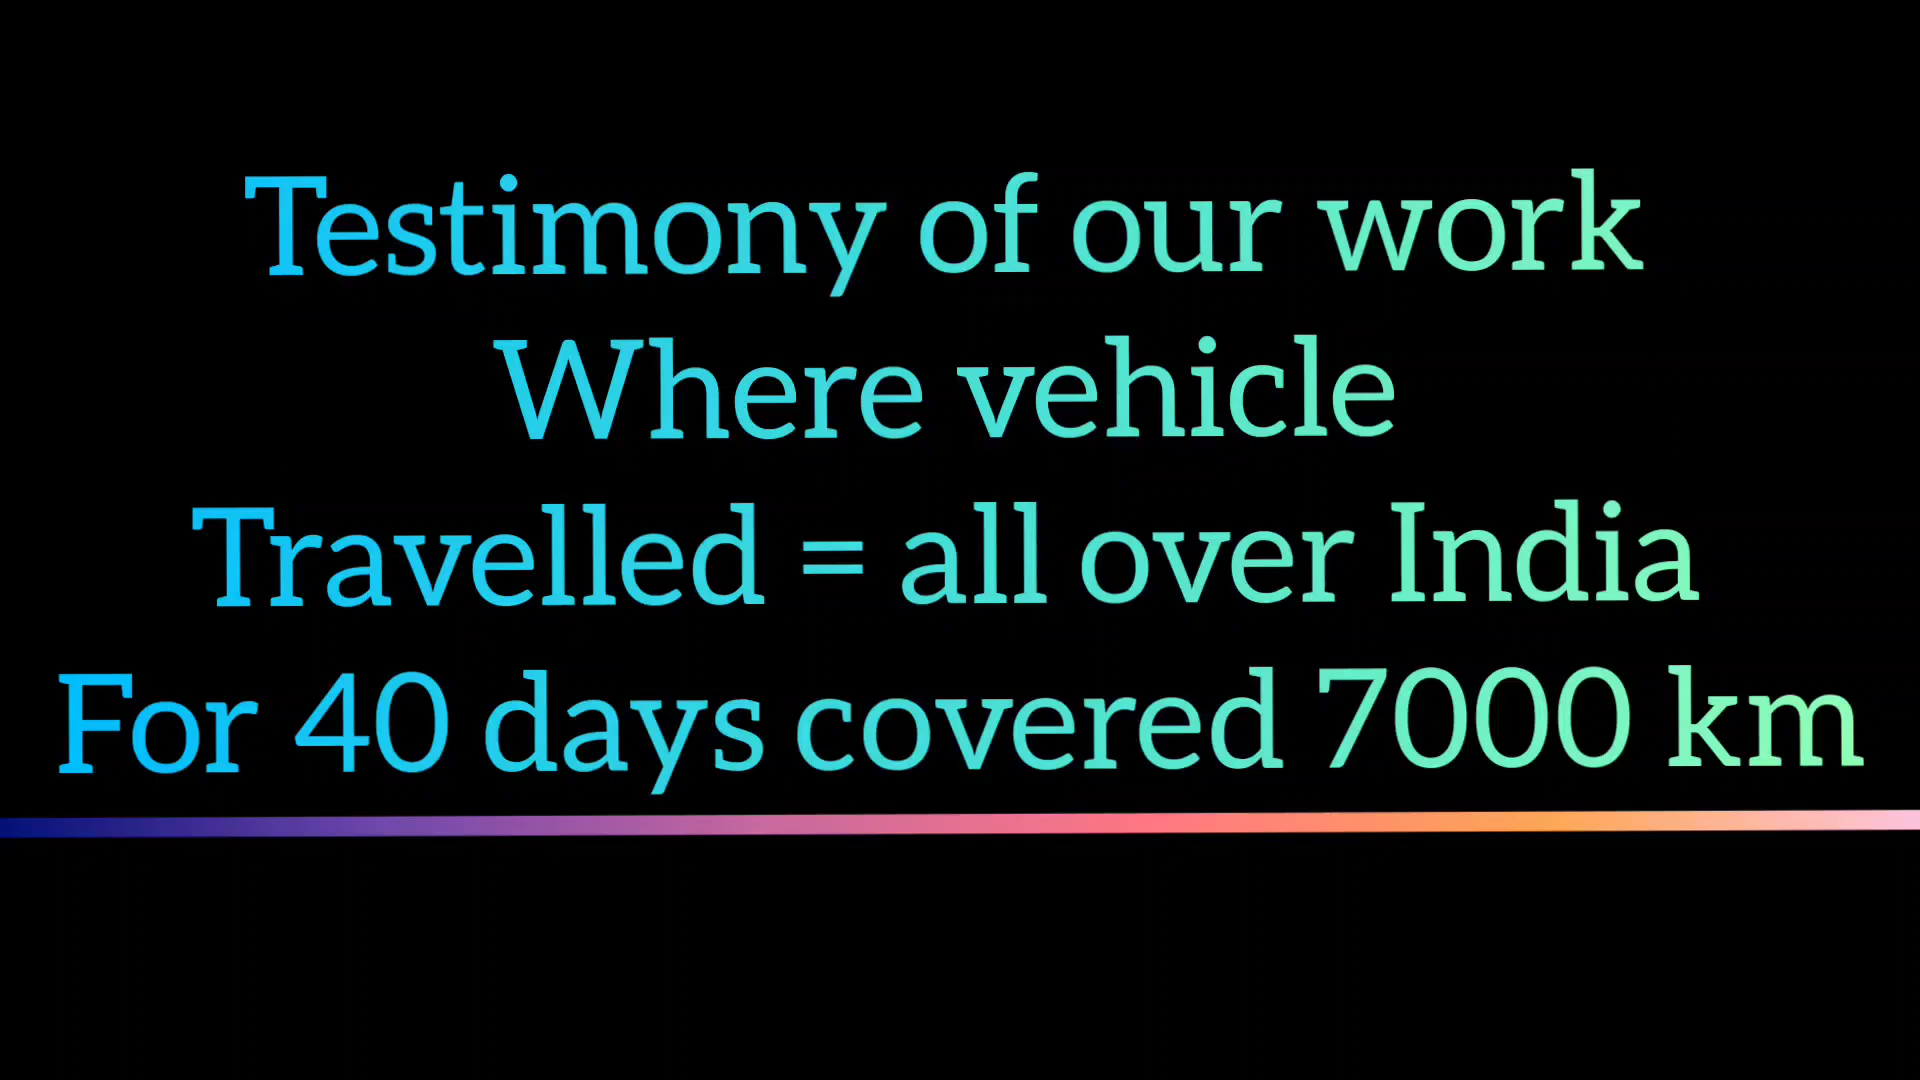 Testimony of our work
Where vehicle
Travelled = all over India
For 40 days covered 7000 km